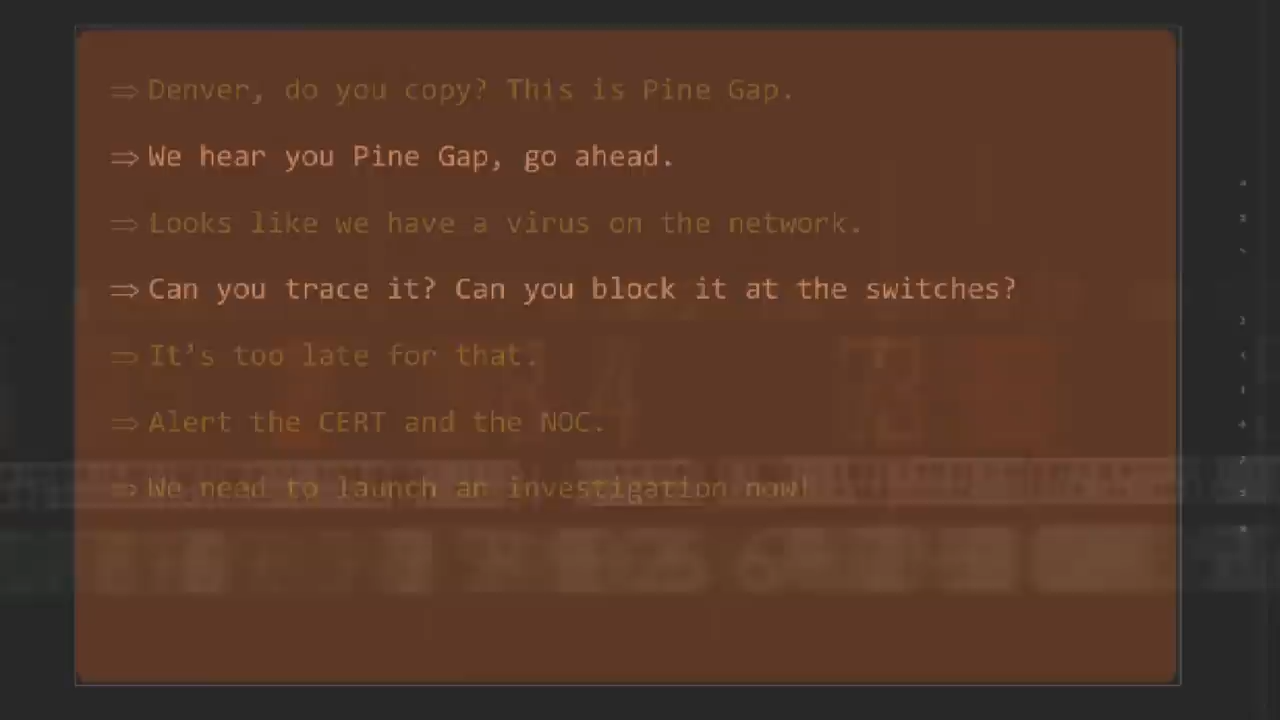 ⇒ Denver, do you copy? This is Pine Gap.
⇒ We hear you Pine Gap, go ahead.
⇒ Looks like we have a virus on the network.
⇒ Can you trace it? Can you block it at the switches?
⇒ It’s too late for that.
⇒ Alert the CERT and the NOC.
⇒ We need to launch an investigation now!